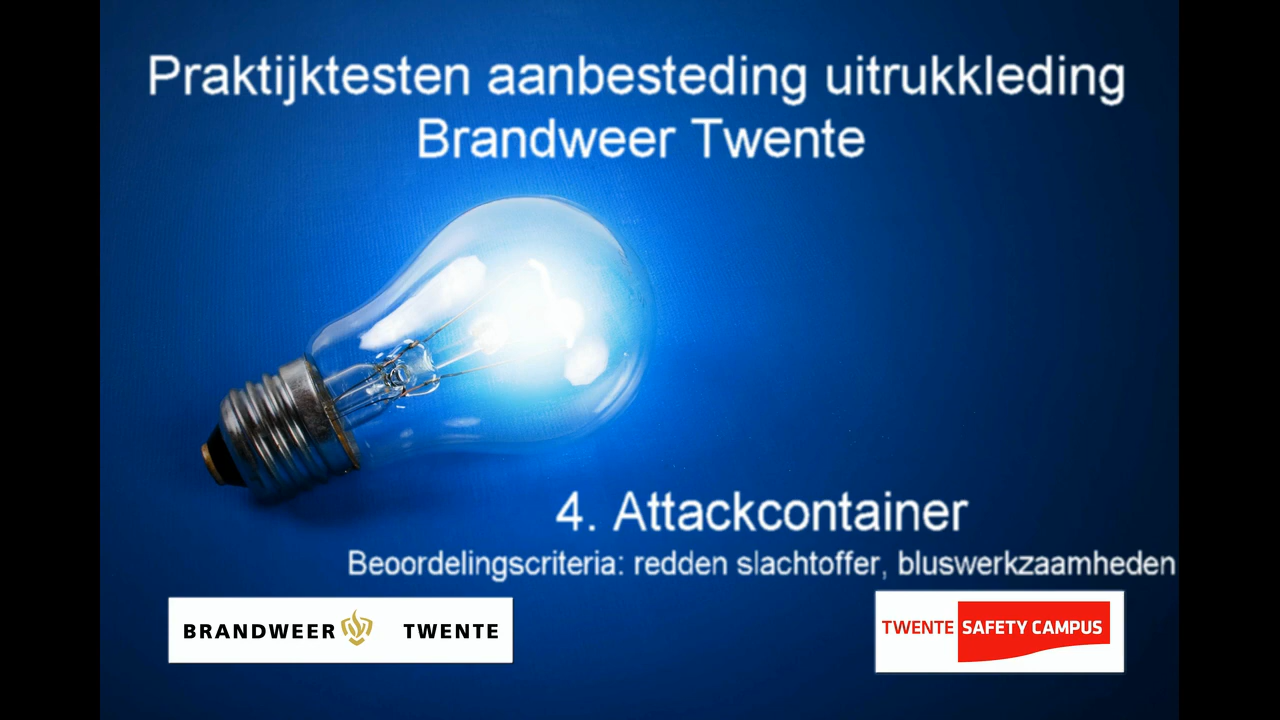 Praktijktesten aanbesteding uitrukkleding
Brandweer Twente
4. Attackcontainer
Beoordelingscriteria: redden slachtoffer, bluswerkzaamheden
BRANDWEER TWENTE
TWENTE SAFETY CAMPUS